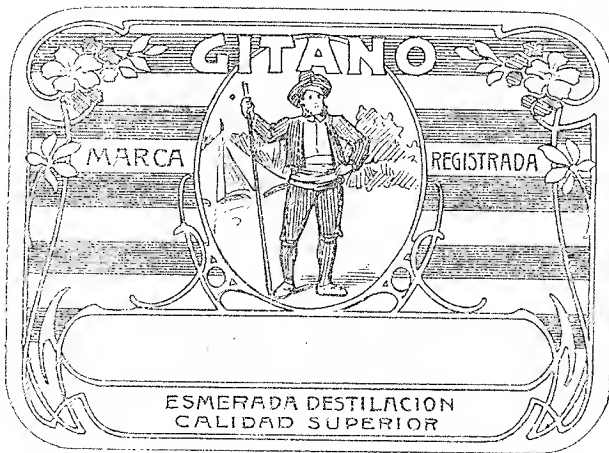 GITANO
MARCA REGISTRADA
ESMERADA DESTILACION
CALIDAD SUPERIOR